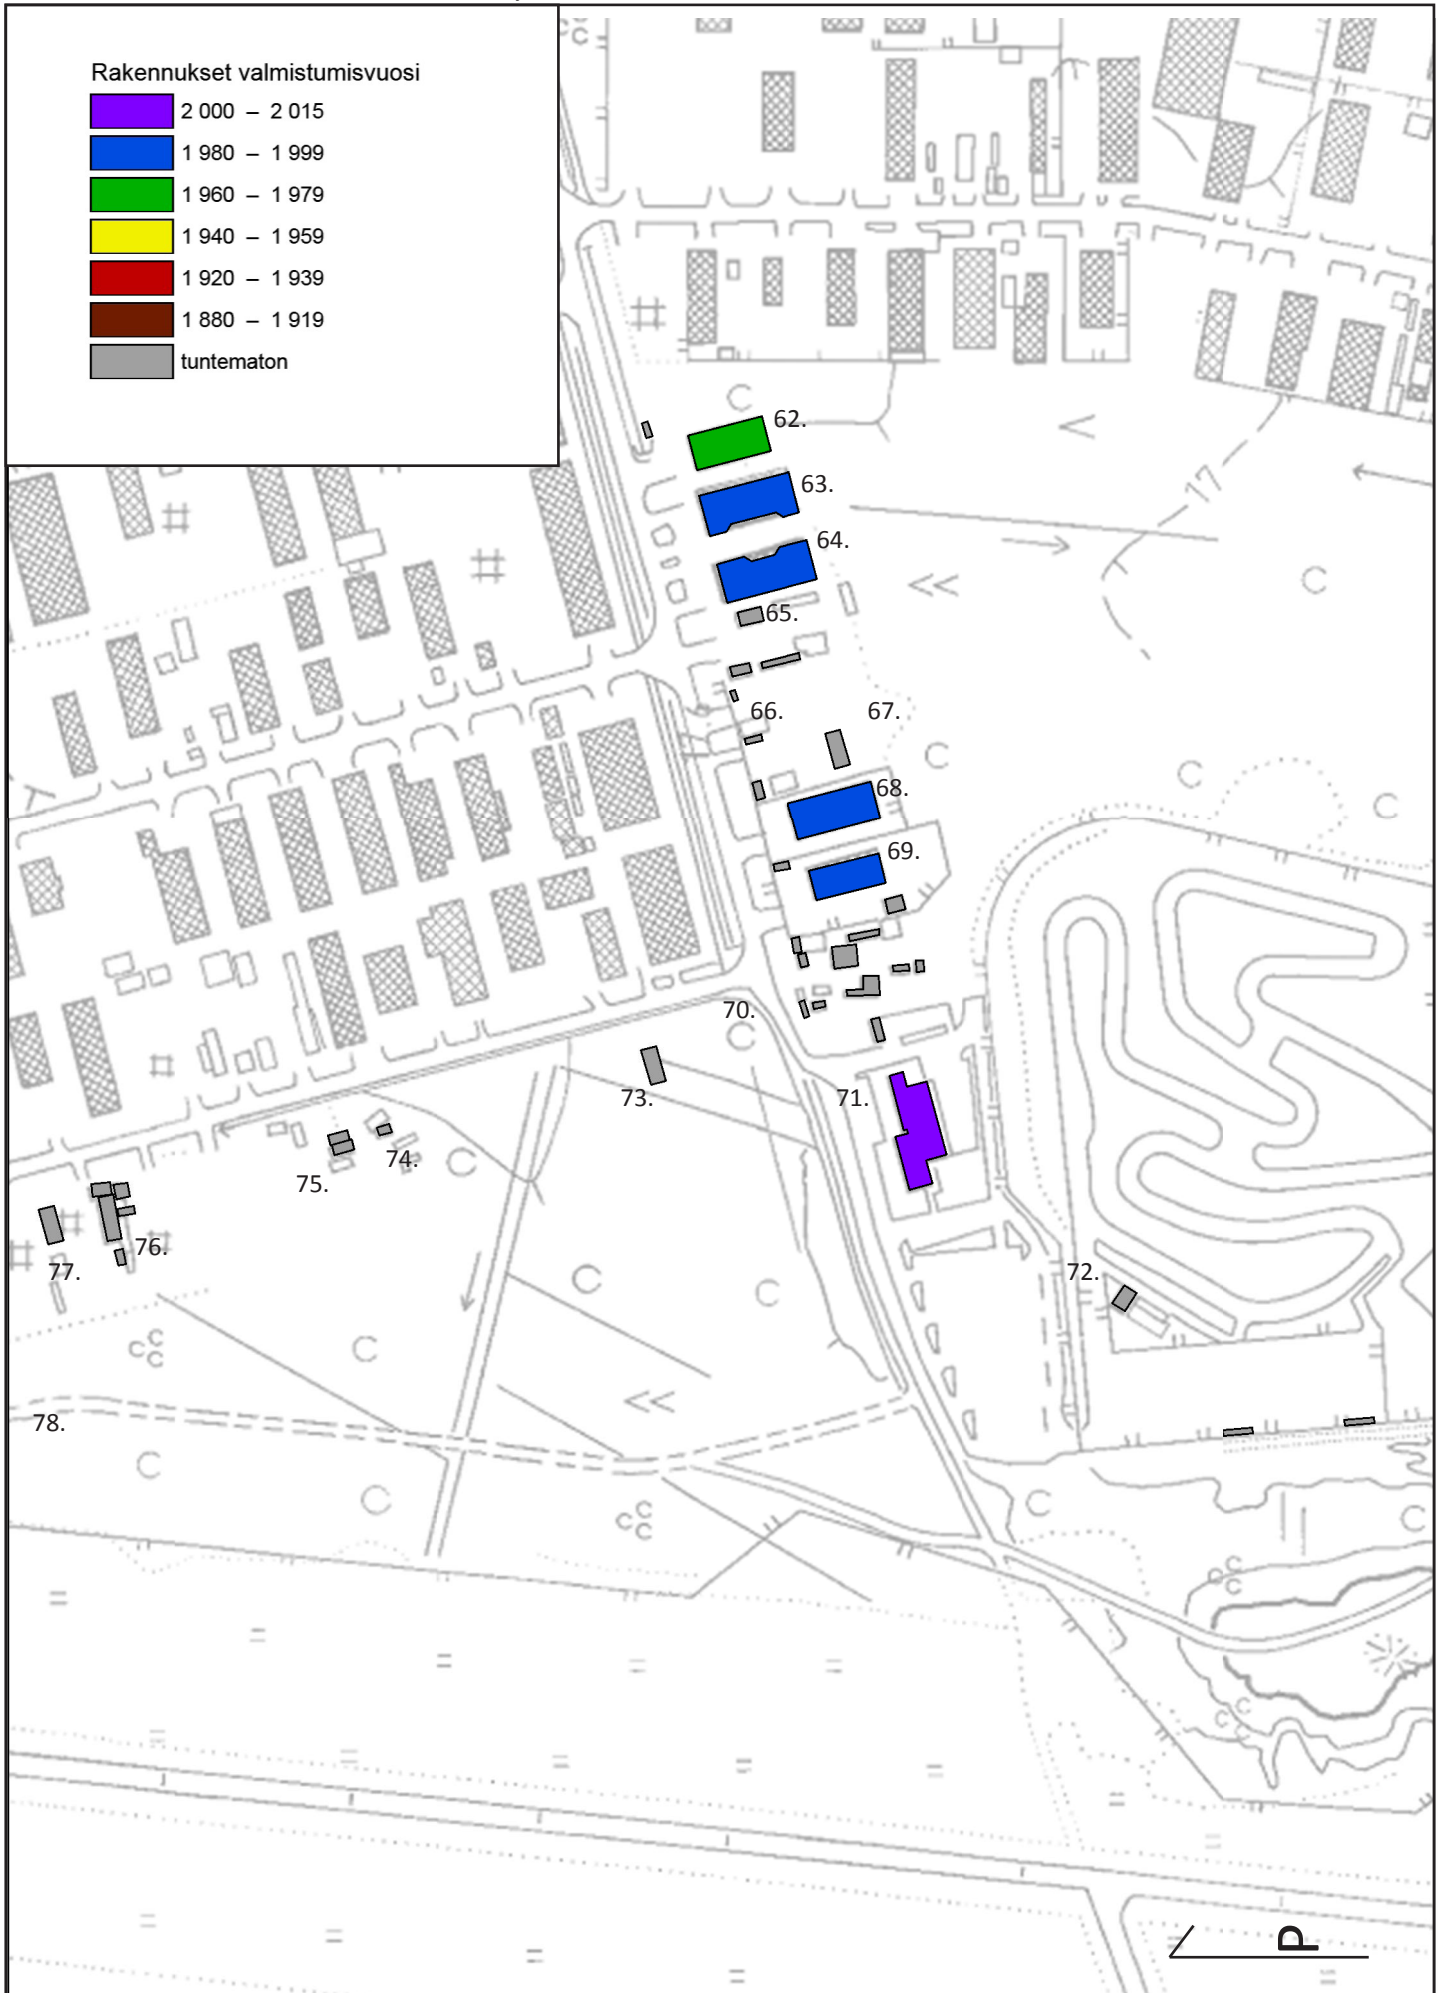 Rakennukset valmistumisvuosi
2 000 – 2 015
1 980 – 1 999
1 960 – 1 979
1 940 – 1 959
1 920 – 1 939
1 880 – 1 919
tuntematon
62.
63.
17
64.
65.
66.
67.
68.
69.
70.
73.
71.
74.
75.
76.
72.
77.
78.
P